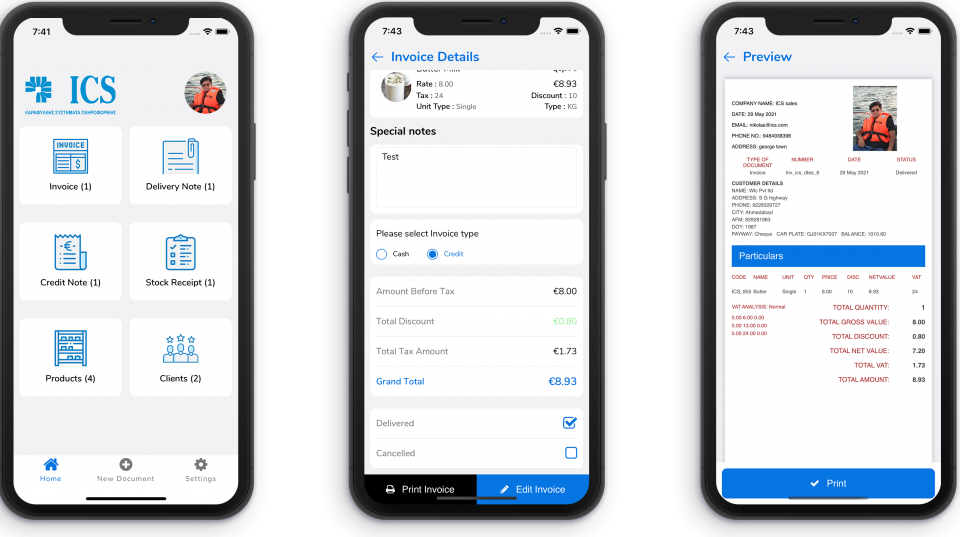 7:41
ICS
ΚΑΡΑΦΥΛΛΗΣ ΣΥΣΤΗΜΑΤΑ ΠΛΗΡΟΦΟΡΙΚΗΣ
INVOICE
$
Invoice (1)
Delivery Note (1)
-€-
Credit Note (1)
Stock Receipt (1)
Products (4)
Clients (2)
Home
New Document
Settings
7:43
Invoice Details
Rate : 8.00 €8.93
Tax : 24 Discount : 10
Unit Type : Single Type : KG
Special notes
Test
Please select Invoice type
Cash Credit
Amount Before Tax €8.00
Total Discount €0.80
Total Tax Amount €1.73
Grand Total €8.93
Delivered
Cancelled
Print Invoice
Edit Invoice
7:43
Preview
COMPANY NAME: ICS sales
DATE: 29 May 2021
EMAIL: nikolas@ics.com
PHONE NO.: 9484938398
ADDRESS: george town
TYPE OF DOCUMENT NUMBER DATE STATUS
Invoice Inv_ics_dtes_6 29 May 2021 Delivered
CUSTOMER DETAILS
NAME: Wlc Pvt ltd
ADDRESS: S G highway
PHONE: 9228329727
CITY: Ahmedabad
AFM: 839281983
DOY: 1987
PAYWAY: Cheque CAR PLATE: GJ01KX7637 BALANCE: 1010.60
Particulars
CODE NAME UNIT QTY PRICE DISC NETVALUE VAT
ICS_855 Butter Single 1 8.00 10 8.93 24
VAT ANALYSIS: Normal
0.00 6.00 0.00
0.00 13.00 0.00
0.00 24.00 0.00
TOTAL QUANTITY: 1
TOTAL GROSS VALUE: 8.00
TOTAL DISCOUNT: 0.80
TOTAL NET VALUE: 7.20
TOTAL VAT: 1.73
TOTAL AMOUNT: 8.93
Print